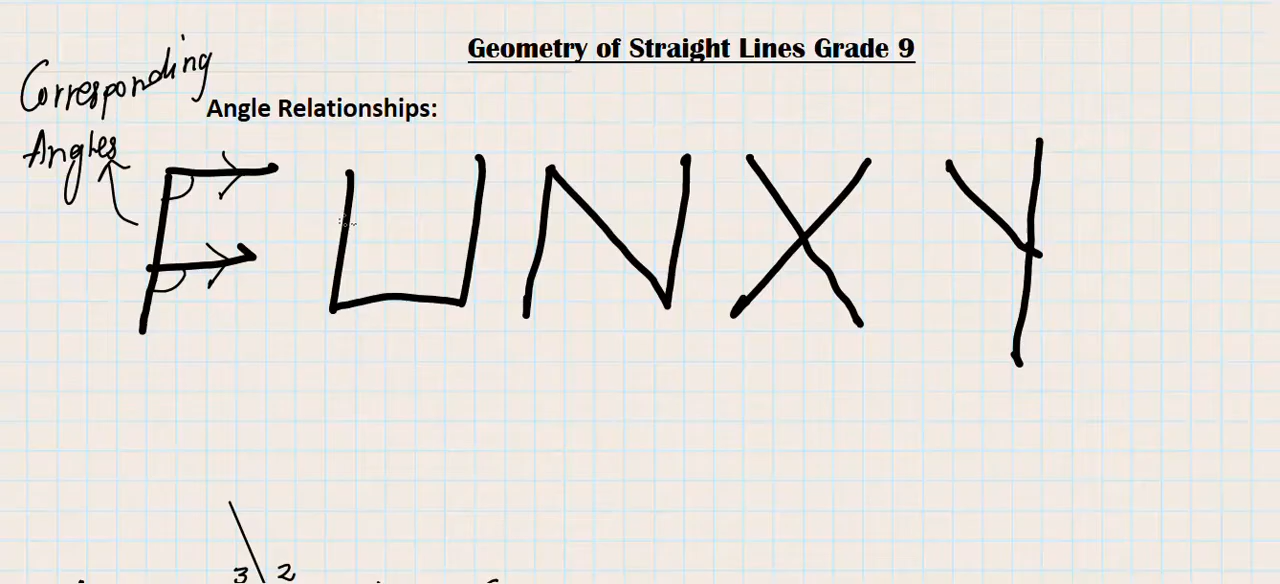 Geometry of Straight Lines Grade 9
Corresponding
Angles
Angle Relationships:
F U N X Y
3 2